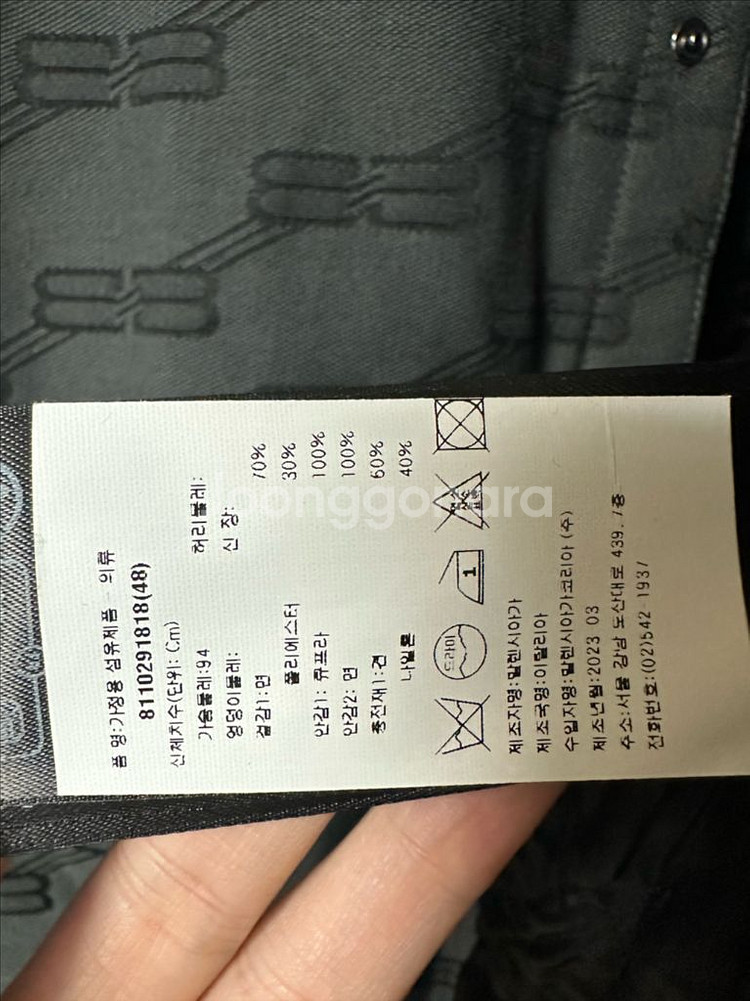 품 명:가정용 섬유제품 - 의류
8110291818(48)
신체치수(단위: Cm)
가슴둘레:94 허리둘레:
엉덩이둘레: 신 장:
겉감1:면 70%
폴리에스터 30%
안감1: 큐프라 100%
안감2: 면 100%
충전재1:견 60%
나일론 40%
드라이
1
제조자명:발렌시아가
제조국명:이탈리아
수입자명:발렌시아가코리아 (주)
제조년월:2023 03
주소:서울 강남 도산대로 439, 7층
전화번호:(02)542 1937